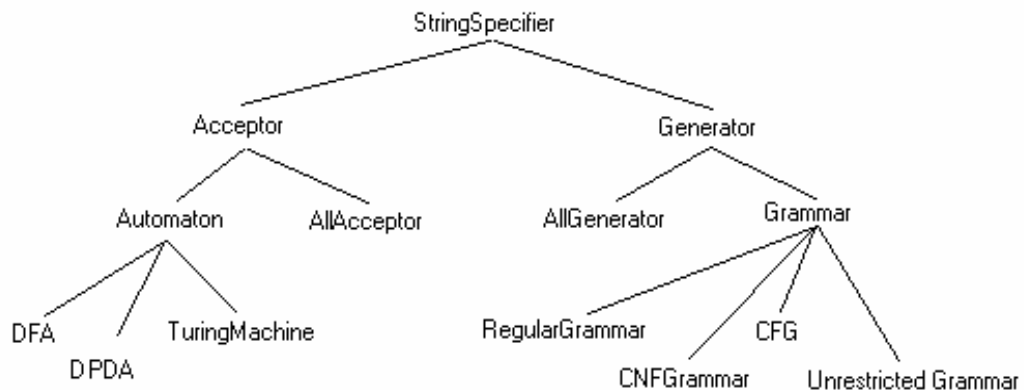 StringSpecifier
Acceptor Generator
Automaton AllAcceptor AllGenerator Grammar
DFA TuringMachine RegularGrammar CFG
DPDA CNFGrammar Unrestricted Grammar